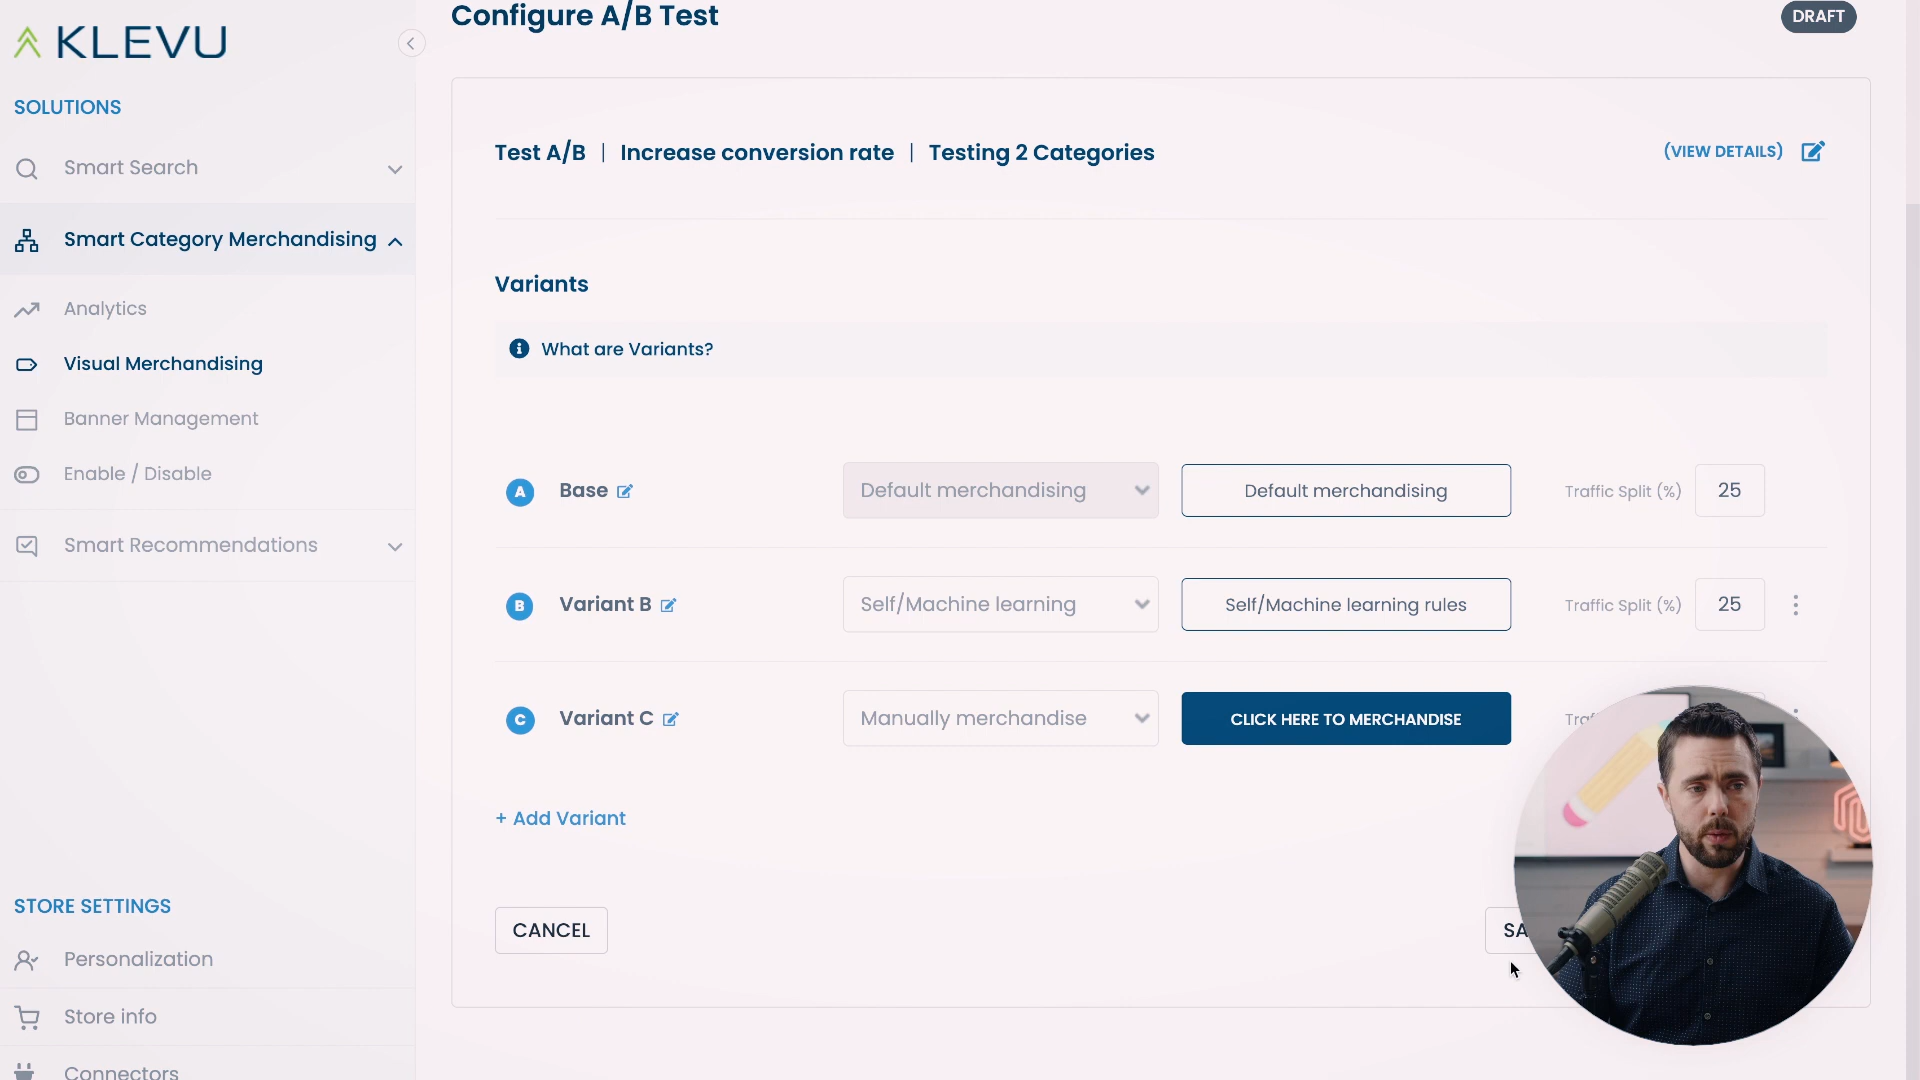 Configure A/B Test
DRAFT
KLEVU
SOLUTIONS
Smart Search
Smart Category Merchandising
Analytics
Visual Merchandising
Banner Management
Enable / Disable
Smart Recommendations
STORE SETTINGS
Personalization
Store info
Connectors
Test A/B | Increase conversion rate | Testing 2 Categories
(VIEW DETAILS)
Variants
What are Variants?
A Base Default merchandising Default merchandising Traffic Split (%) 25
B Variant B Self/Machine learning Self/Machine learning rules Traffic Split (%) 25
C Variant C Manually merchandise CLICK HERE TO MERCHANDISE
+ Add Variant
CANCEL